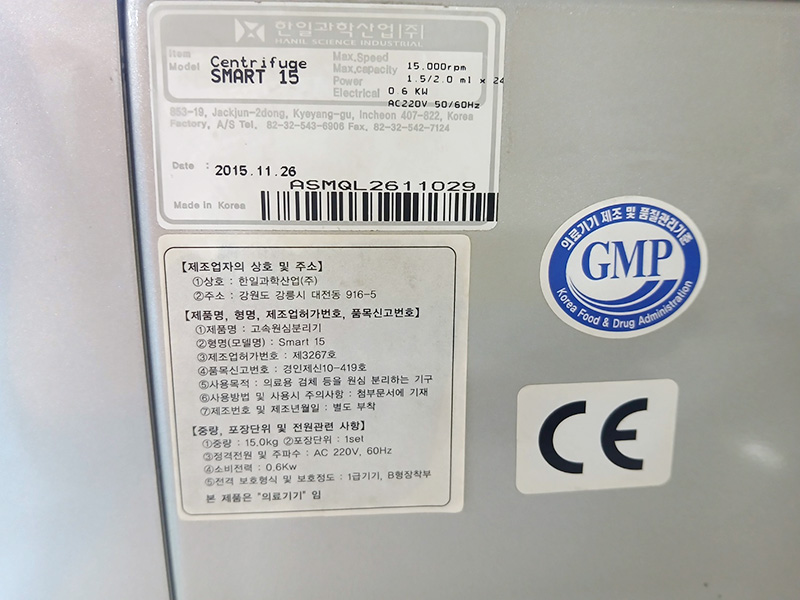 한일과학산업(주)
HANIL SCIENCE INDUSTRIAL
Item Centrifuge
Model SMART 15
Max.Speed 15,000rpm
Max.capacity 1.5/2.0 ml x 24
Power 0.6 KW
Electrical AC220V 50/60Hz
853-19, Jackjun-2dong, Kyeyang-gu, Incheon 407-822, Korea
Factory, A/S Tel. 82-32-543-6906 Fax. 82-32-542-7124
Date : 2015.11.26
ASMQL2611029
Made in Korea
【제조업자의 상호 및 주소】
①상호 : 한일과학산업(주)
②주소 : 강원도 강릉시 대전동 916-5
【제품명, 형명, 제조업허가번호, 품목신고번호】
①제품명 : 고속원심분리기
②형명(모델명) : Smart 15
③제조업허가번호 : 제3267호
④품목신고번호 : 경인제신10-419호
⑤사용목적 : 의료용 검체 등을 원심 분리하는 기구
⑥사용방법 및 사용시 주의사항 : 첨부문서에 기재
⑦제조번호 및 제조년월일 : 별도 부착
【중량, 포장단위 및 전원관련 사항】
①중량 : 15.0kg ②포장단위 : 1set
③정격전원 및 주파수 : AC 220V, 60Hz
④소비전력 : 0,6Kw
⑤전격 보호형식 및 보호정도 : 1급기기, B형장착부
본 제품은 "의료기기" 임
의료기기 제조 및 품질관리기준
GMP
Korea Food & Drug Administration
CE